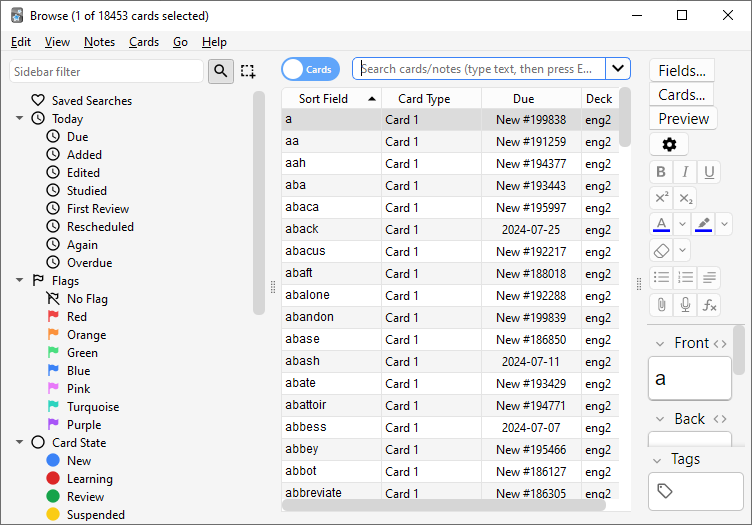 Browse (1 of 18453 cards selected)
Edit View Notes Cards Go Help
Sidebar filter
Cards
Search cards/notes (type text, then press E...
Saved Searches
Today
Due
Added
Edited
Studied
First Review
Rescheduled
Again
Overdue
Flags
No Flag
Red
Orange
Green
Blue
Pink
Turquoise
Purple
Card State
New
Learning
Review
Suspended
Sort Field Card Type Due Deck
a Card 1 New #199838 eng2
aa Card 1 New #191259 eng2
aah Card 1 New #194377 eng2
aba Card 1 New #193443 eng2
abaca Card 1 New #195997 eng2
aback Card 1 2024-07-25 eng2
abacus Card 1 New #192217 eng2
abaft Card 1 New #188018 eng2
abalone Card 1 New #192288 eng2
abandon Card 1 New #199839 eng2
abase Card 1 New #186850 eng2
abash Card 1 2024-07-11 eng2
abate Card 1 New #193429 eng2
abattoir Card 1 New #194771 eng2
abbess Card 1 2024-07-07 eng2
abbey Card 1 New #195466 eng2
abbot Card 1 New #186127 eng2
abbreviate Card 1 New #186305 eng2
Fields...
Cards...
Preview
B I U
x² x₂
A
fx
Front
a
Back
Tags